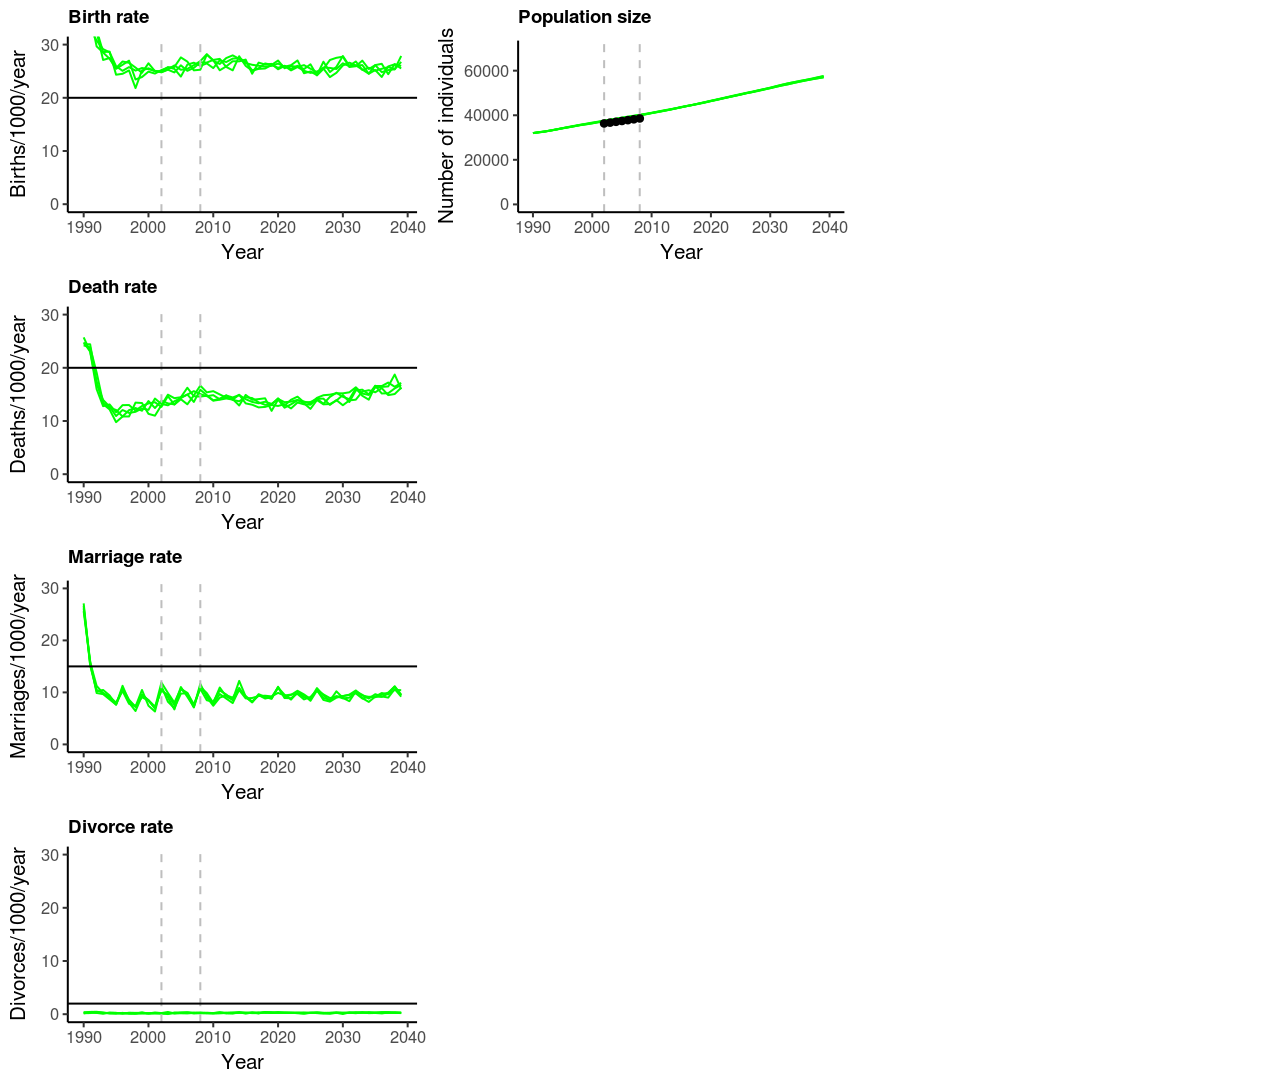 Birth rate
Births/1000/year
30
20
10
0
1990 2000 2010 2020 2030 2040
Year
Population size
Number of individuals
60000
40000
20000
0
1990 2000 2010 2020 2030 2040
Year
Death rate
Deaths/1000/year
30
20
10
0
1990 2000 2010 2020 2030 2040
Year
Marriage rate
Marriages/1000/year
30
20
10
0
1990 2000 2010 2020 2030 2040
Year
Divorce rate
Divorces/1000/year
30
20
10
0
1990 2000 2010 2020 2030 2040
Year